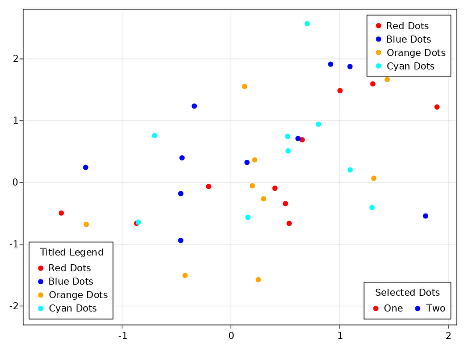 Red Dots
Blue Dots
Orange Dots
Cyan Dots
2
1
0
-1
-2
Titled Legend
Red Dots
Blue Dots
Orange Dots
Cyan Dots
Selected Dots
One Two
-1 0 1 2